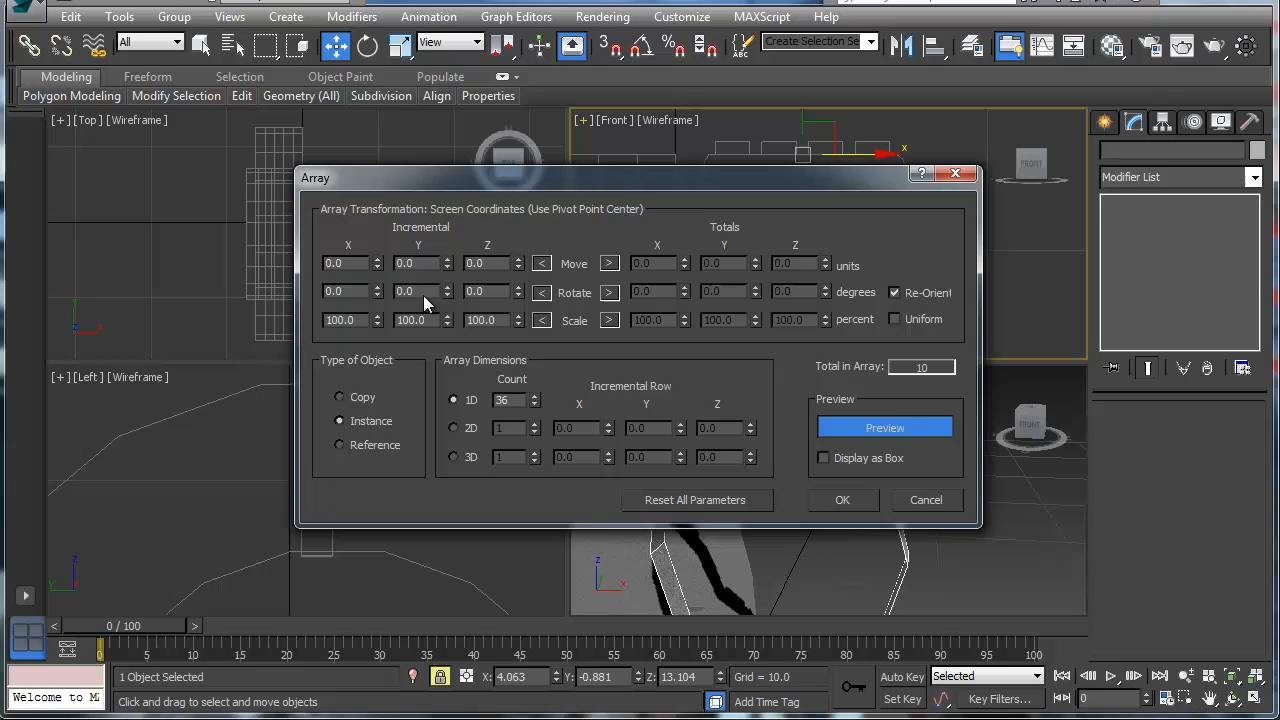 Edit Tools Group Views Create Modifiers Animation Graph Editors Rendering Customize MAXScript Help
All View Create Selection Se
Modeling Freeform Selection Object Paint Populate
Polygon Modeling Modify Selection Edit Geometry (All) Subdivision Align Properties
[+] [Top] [Wireframe] [+] [Front] [Wireframe]
x
FRONT
Modifier List
Array
Array Transformation: Screen Coordinates (Use Pivot Point Center)
Incremental Totals
X Y Z X Y Z
0.0 0.0 0.0 < Move > 0.0 0.0 0.0 units
0.0 0.0 0.0 < Rotate > 0.0 0.0 0.0 degrees Re-Orient
100.0 100.0 100.0 < Scale > 100.0 100.0 100.0 percent Uniform
Type of Object Array Dimensions Total in Array: 10
Count Incremental Row
X Y Z
Copy 1D 36 Preview
Instance 2D 1 0.0 0.0 0.0 Preview
Reference 3D 1 0.0 0.0 0.0 Display as Box
Reset All Parameters OK Cancel
z
x
[+] [Left] [Wireframe]
FRONT
z
y x
z
y x
< 0 / 100 >
0 5 10 15 20 25 30 35 40 45 50 55 60 65 70 75 80 85 90 95 100
1 Object Selected X: 4.063 Y: -0.881 Z: 13.104 Grid = 10.0 Auto Key Selected
Welcome to M Click and drag to select and move objects Add Time Tag Set Key Key Filters... 0